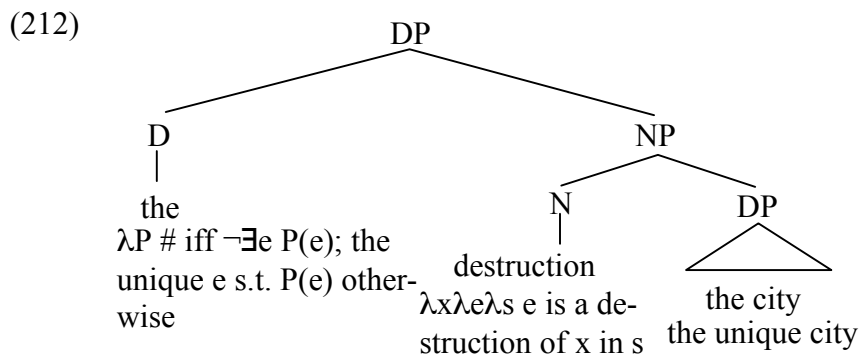 (212)
DP
D
NP
the
λP # iff ¬∃e P(e); the
unique e s.t. P(e) other-
wise
N
DP
destruction
λxλeλs e is a de-
struction of x in s
the city
the unique city